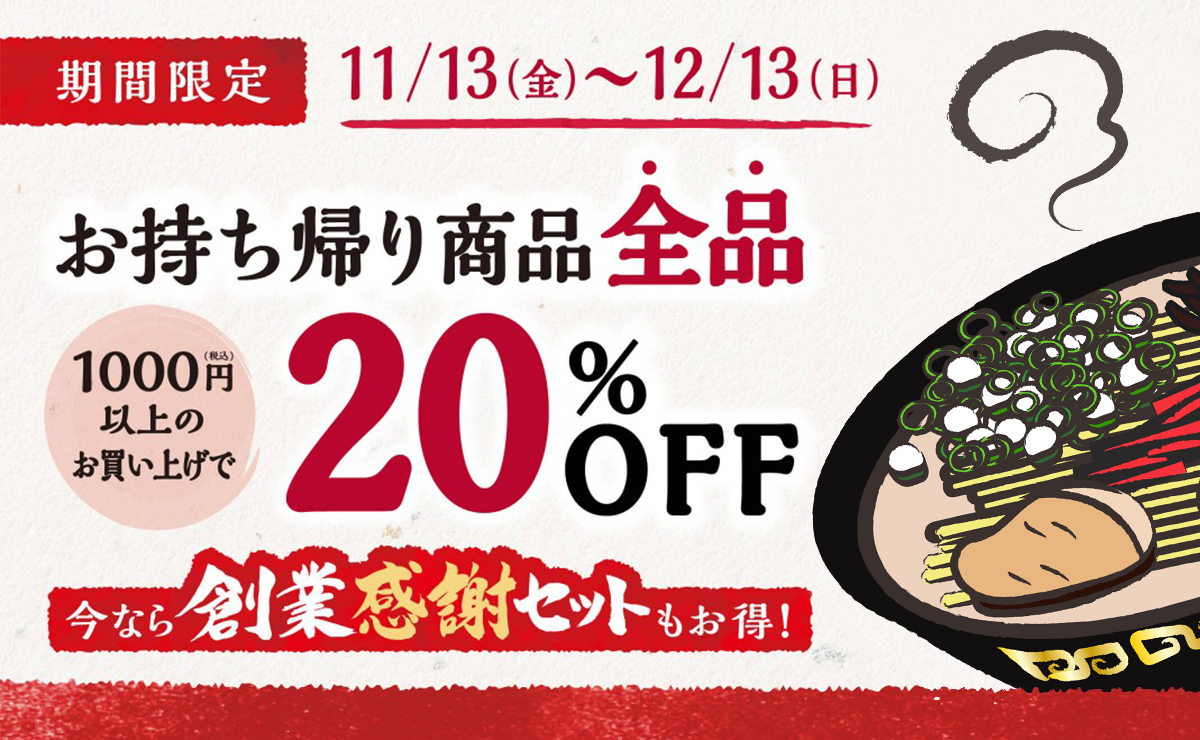 期間限定
11/13(金)〜12/13(日)
お持ち帰り商品全品
1000円(税込)
以上の
お買い上げで
20%OFF
今なら創業感謝セットもお得!